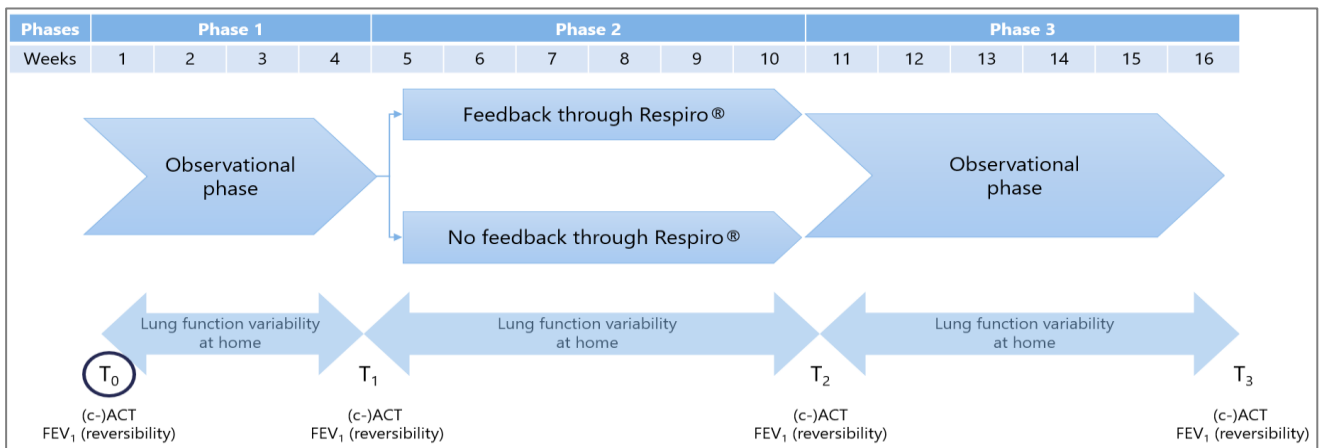 Phases Phase 1 Phase 2 Phase 3
Weeks 1 2 3 4 5 6 7 8 9 10 11 12 13 14 15 16
Feedback through Respiro®
Observational
phase
Observational
phase
No feedback through Respiro®
Lung function variability
at home
Lung function variability
at home
Lung function variability
at home
T₀ T₁ T₂ T₃
(c-)ACT (c-)ACT (c-)ACT (c-)ACT
FEV₁ (reversibility) FEV₁ (reversibility) FEV₁ (reversibility) FEV₁ (reversibility)